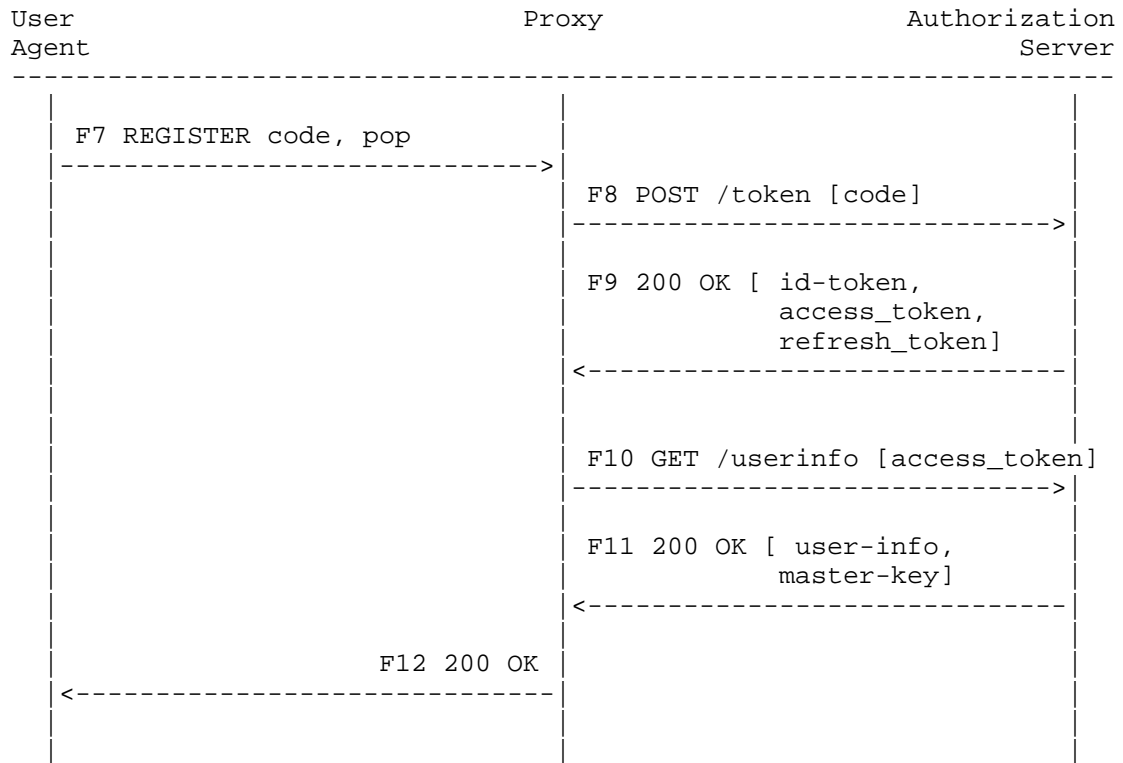 User Proxy Authorization
Agent Server
F7 REGISTER code, pop
F8 POST /token [code]
F9 200 OK [ id-token,
access_token,
refresh_token]
F10 GET /userinfo [access_token]
F11 200 OK [ user-info,
master-key]
F12 200 OK